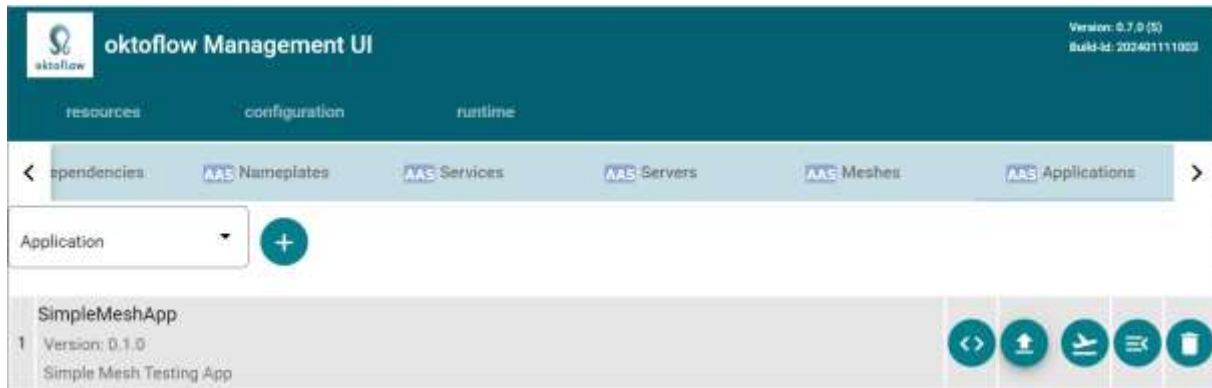 oktoflow
oktoflow Management UI
Version: 0.7.0 (S)
Build-Id: 202401111003
resources configuration runtime
ependencies AAS Nameplates AAS Services AAS Servers AAS Meshes AAS Applications
Application
SimpleMeshApp
1 Version: 0.1.0
Simple Mesh Testing App